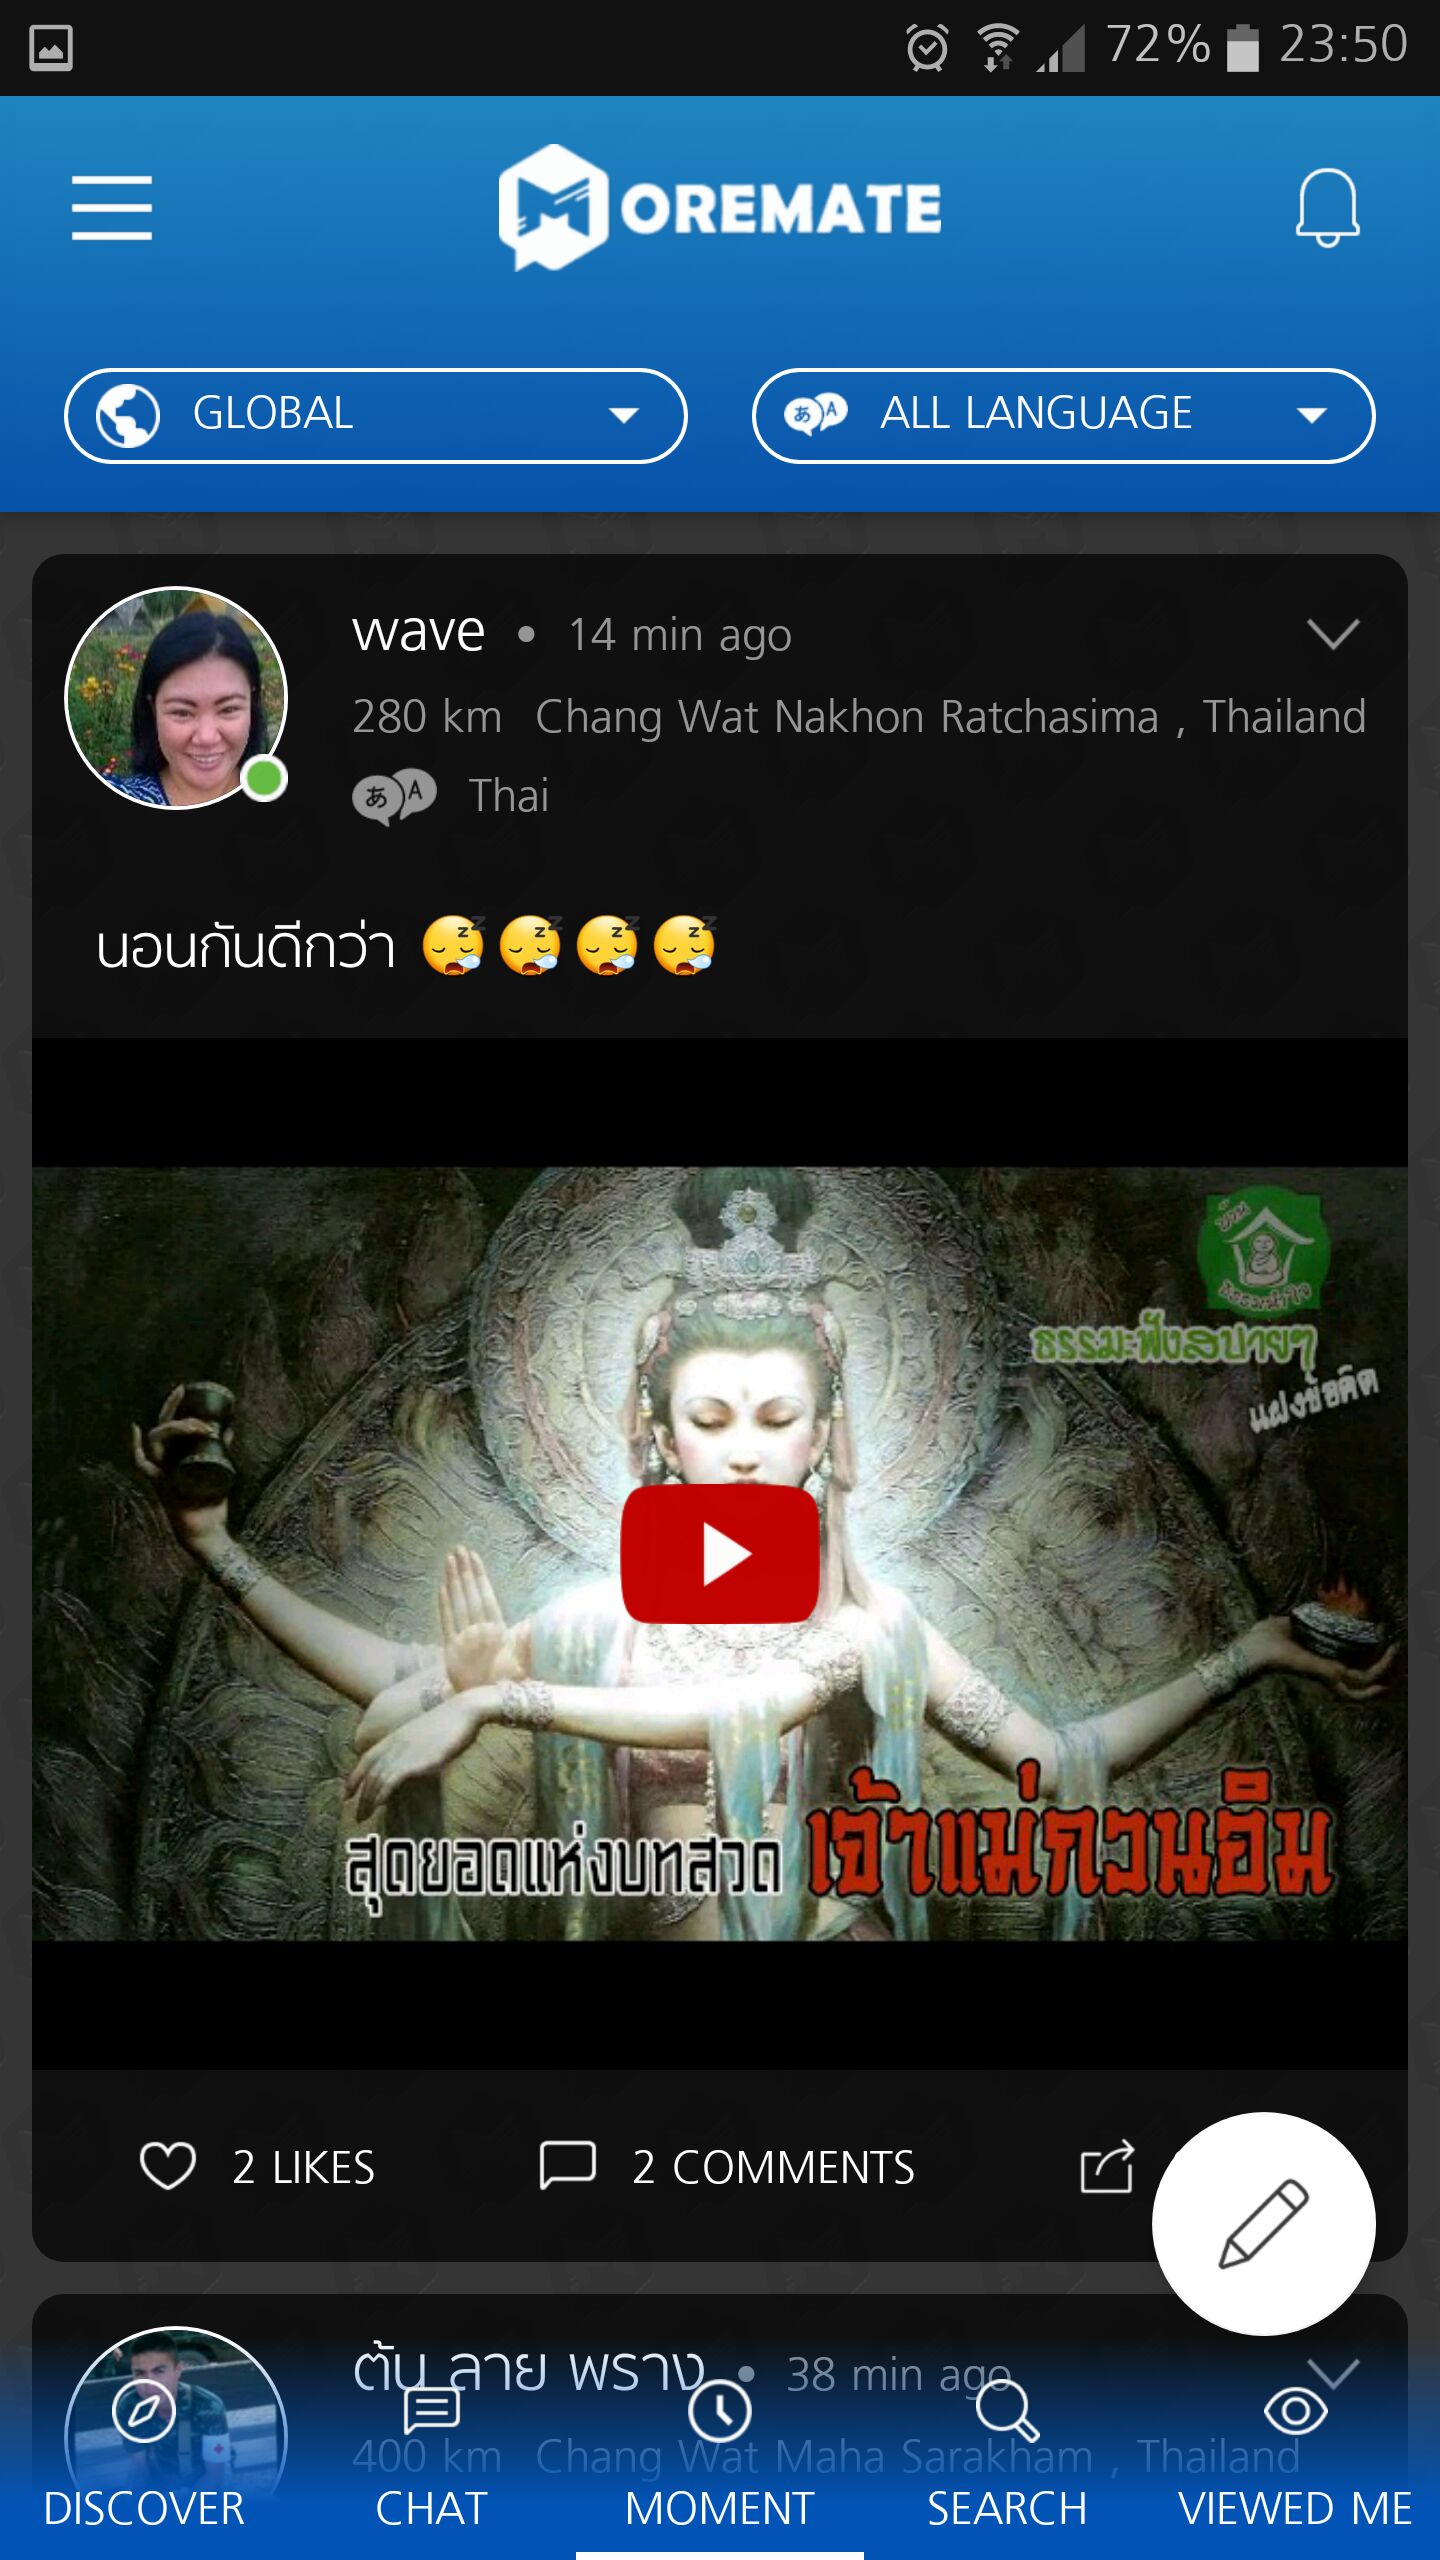 72% 23:50
MOREMATE
GLOBAL
ALL LANGUAGE
wave • 14 min ago
280 km Chang Wat Nakhon Ratchasima , Thailand
あ A Thai
นอนกันดีกว่า 😪😪😪😪
บ้าน
ธรรมะฟังสบายๆ
แฝงข้อคิด
สุดยอดแห่งบทสวด เจ้าแม่กวนอิม
2 LIKES
2 COMMENTS
ต้น ลาย พราง • 38 min ago
400 km Chang Wat Maha Sarakham , Thailand
DISCOVER
CHAT
MOMENT
SEARCH
VIEWED ME